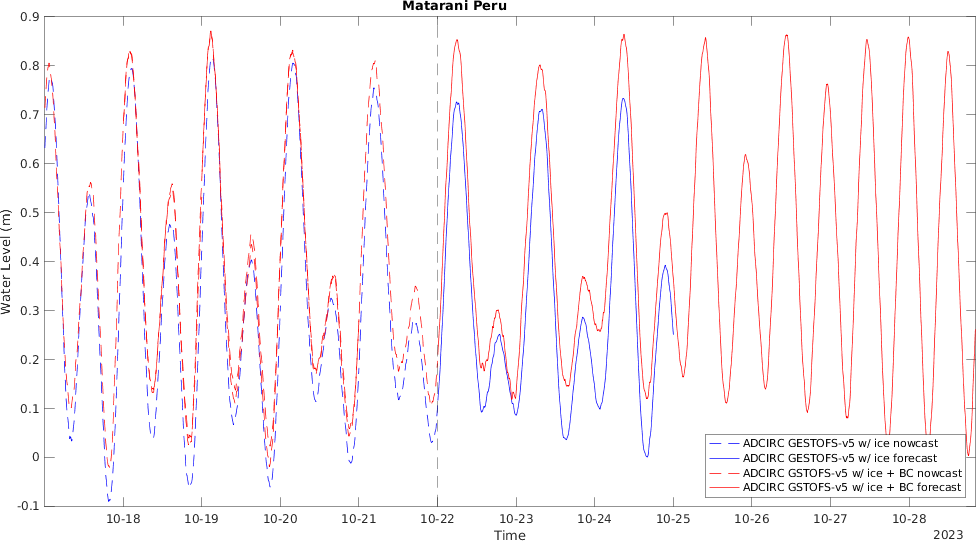 Matarani Peru
0.9
0.8
0.7
0.6
0.5
0.4
0.3
0.2
0.1
0
-0.1
Water Level (m)
ADCIRC GESTOFS-v5 w/ ice nowcast
ADCIRC GESTOFS-v5 w/ ice forecast
ADCIRC GSTOFS-v5 w/ ice + BC nowcast
ADCIRC GSTOFS-v5 w/ ice + BC forecast
10-18 10-19 10-20 10-21 10-22 10-23 10-24 10-25 10-26 10-27 10-28
Time
2023